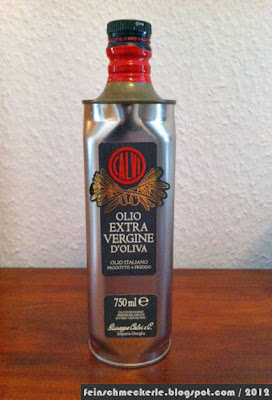 CALVI
OLIO
EXTRA
VERGINE
D'OLIVA
OLIO ITALIANO
PRODOTTO A FREDDO
750 ml e
feinschmeckerle.blogspot.com / 2012